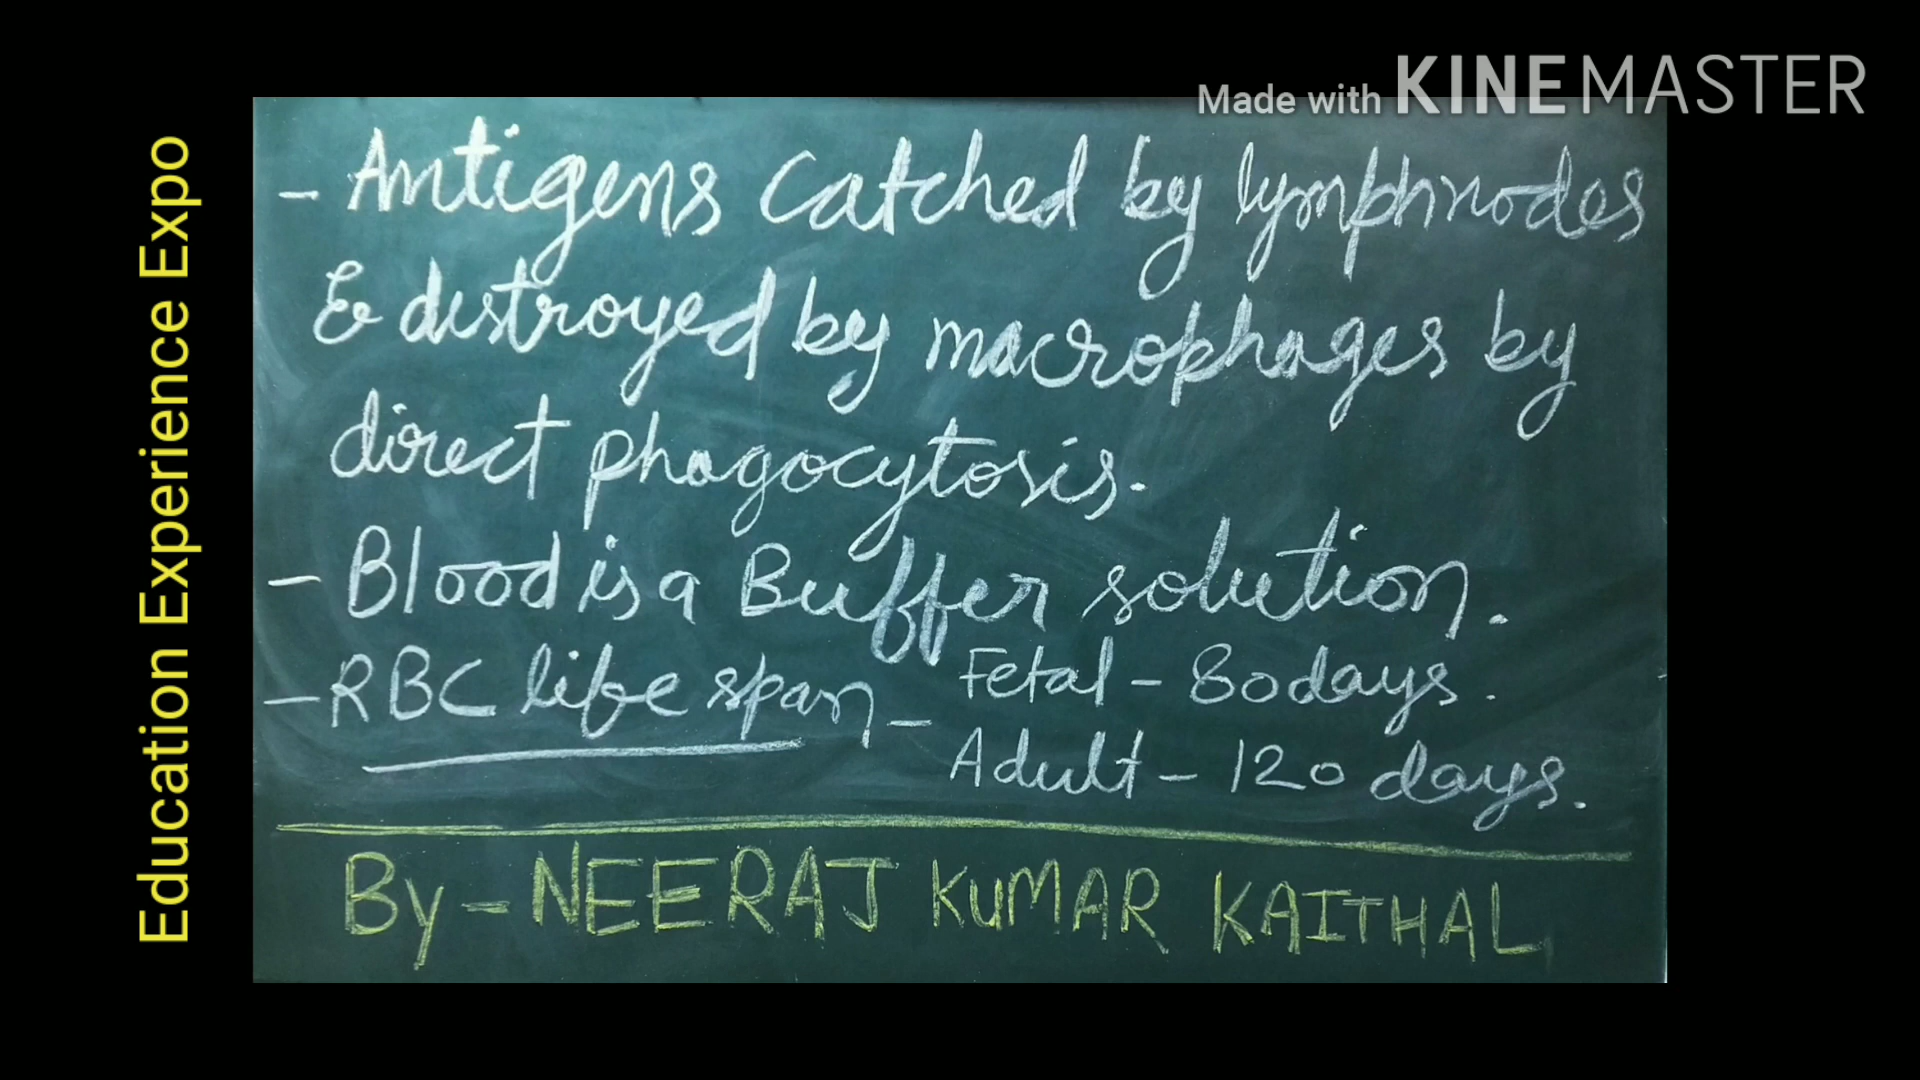 Made with KINEMASTER
Education Experience Expo
- Antigens Catched by lymphnodes
& destroyed by macrophages by
direct phagocytosis.
- Blood is a Buffer solution.
- RBC life span - Fetal - 80 days.
Adult - 120 days.
By - NEERAJ KUMAR KAITHAL